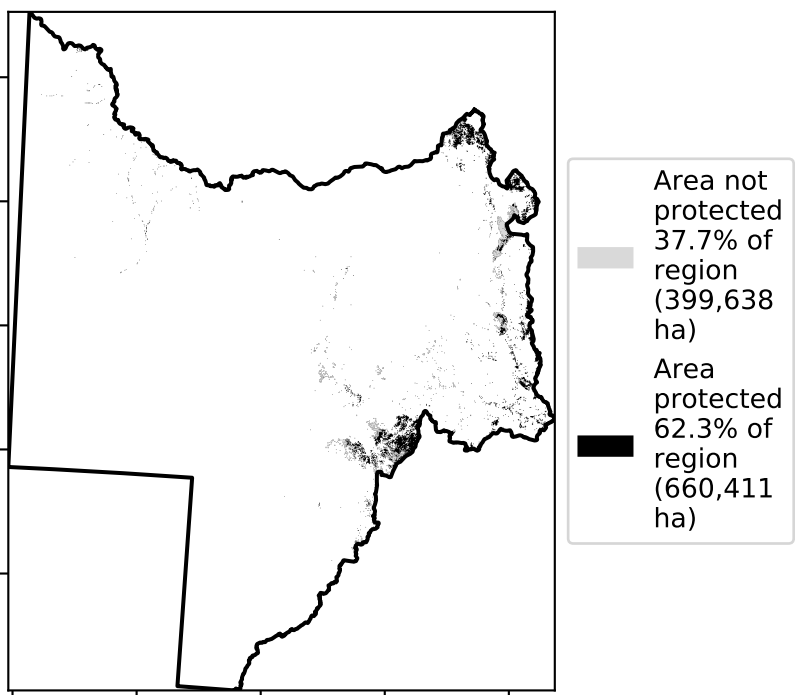 Area not
protected
37.7% of
region
(399,638
ha)
Area
protected
62.3% of
region
(660,411
ha)